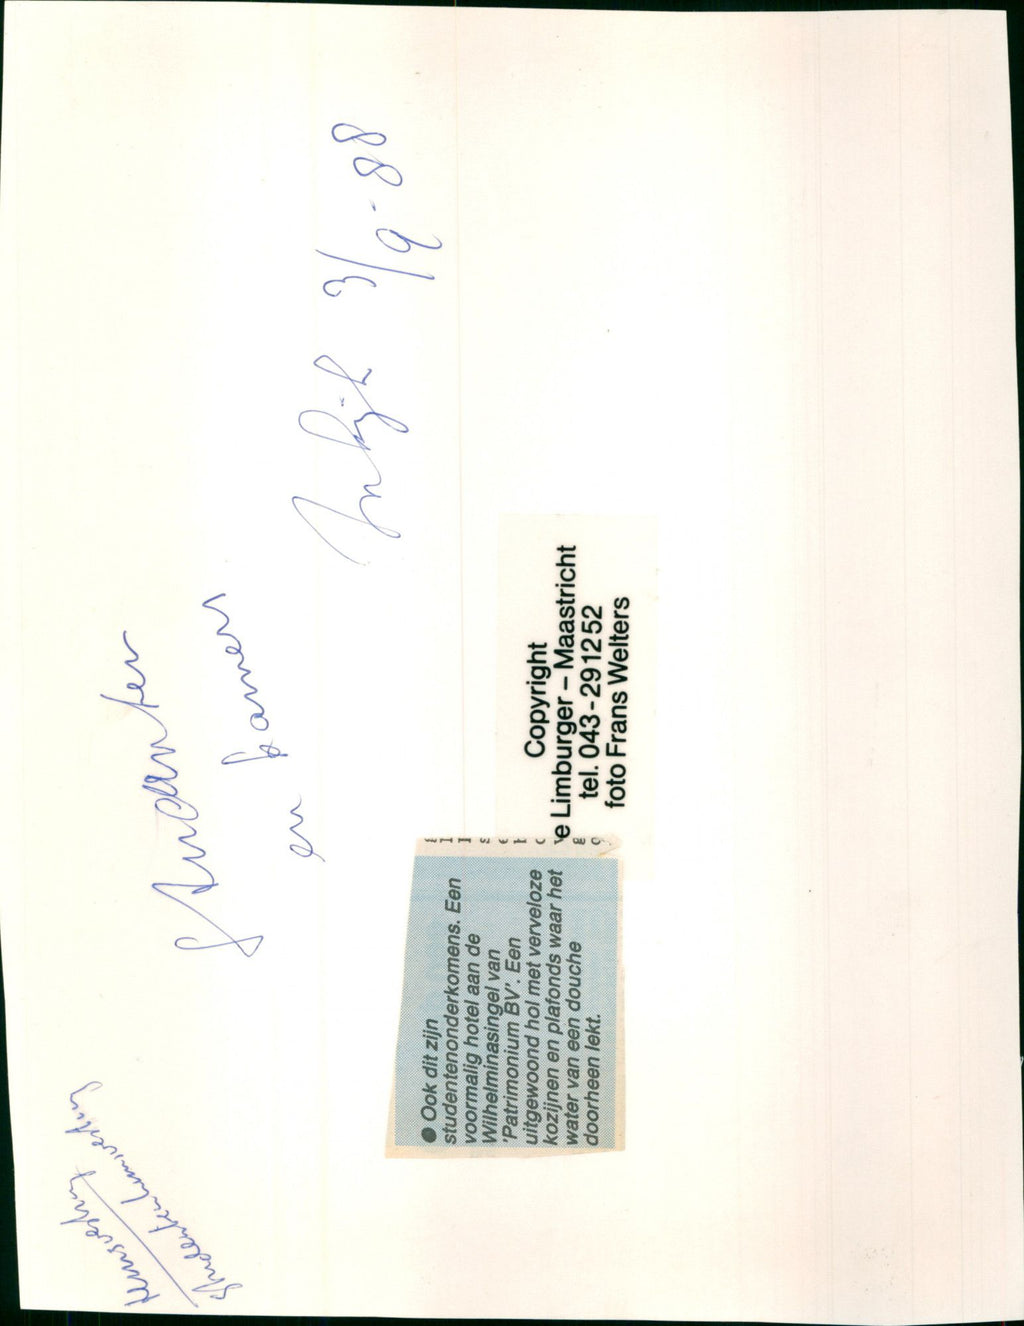 Huisvesting
Studentenhuisvesting
Studenten
en kamers
3/9-88
● Ook dit zijn
studentenonderkomens. Een
voormalig hotel aan de
Wilhelminasingel van
'Patrimonium BV'. Een
uitgewoond hol met verveloze
kozijnen en plafonds waar het
water van een douche
doorheen lekt.
Copyright
e Limburger – Maastricht
tel. 043-291252
foto Frans Welters